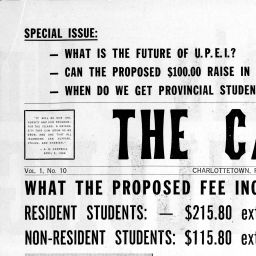 SPECIAL ISSUE:
— WHAT IS THE FUTURE OF U.P.E.I.?
— CAN THE PROPOSED $100.00 RAISE IN
— WHEN DO WE GET PROVINCIAL STUDEN
THE CA
VOL. 1, No. 10
CHARLOTTETOWN, P
WHAT THE PROPOSED FEE INC
RESIDENT STUDENTS: — $215.80 ext
NON-RESIDENT STUDENTS: $115.80 ext